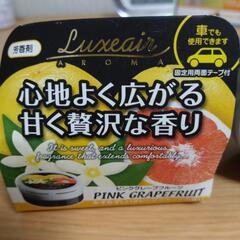 芳香剤
Luxeair
AROMA
車でも
使用できます
固定用両面テープ付
心地よく広がる
甘く贅沢な香り
It is sweet, and a luxurious
fragrance that extends comfortably.
ピンクグレープフルーツ
PINK GRAPEFRUIT